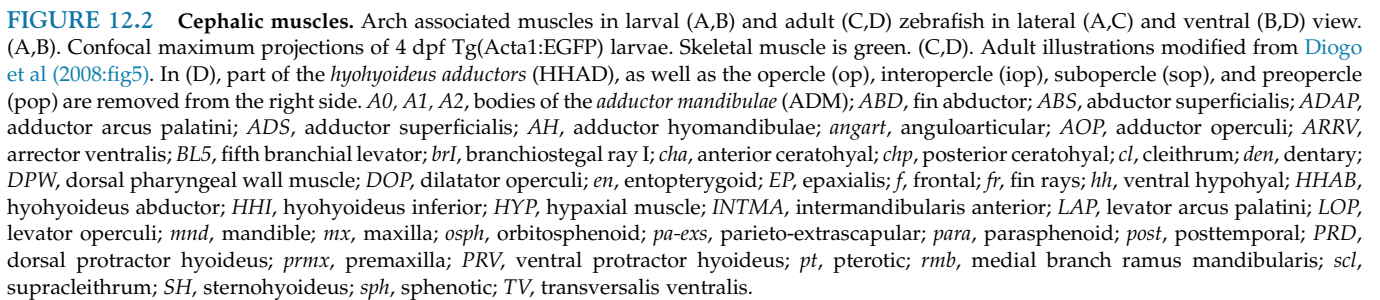 FIGURE 12.2 Cephalic muscles. Arch associated muscles in larval (A,B) and adult (C,D) zebrafish in lateral (A,C) and ventral (B,D) view.
(A,B). Confocal maximum projections of 4 dpf Tg(Acta1:EGFP) larvae. Skeletal muscle is green. (C,D). Adult illustrations modified from Diogo
et al (2008:fig5). In (D), part of the hyohyoideus adductors (HHAD), as well as the opercle (op), interopercle (iop), subopercle (sop), and preopercle
(pop) are removed from the right side. A0, A1, A2, bodies of the adductor mandibulae (ADM); ABD, fin abductor; ABS, abductor superficialis; ADAP,
adductor arcus palatini; ADS, adductor superficialis; AH, adductor hyomandibulae; angart, anguloarticular; AOP, adductor operculi; ARRV,
arrector ventralis; BL5, fifth branchial levator; brI, branchiostegal ray I; cha, anterior ceratohyal; chp, posterior ceratohyal; cl, cleithrum; den, dentary;
DPW, dorsal pharyngeal wall muscle; DOP, dilatator operculi; en, entopterygoid; EP, epaxialis; f, frontal; fr, fin rays; hh, ventral hypohyal; HHAB,
hyohyoideus abductor; HHI, hyohyoideus inferior; HYP, hypaxial muscle; INTMA, intermandibularis anterior; LAP, levator arcus palatini; LOP,
levator operculi; mnd, mandible; mx, maxilla; osph, orbitosphenoid; pa-exs, parieto-extrascapular; para, parasphenoid; post, posttemporal; PRD,
dorsal protractor hyoideus; prmx, premaxilla; PRV, ventral protractor hyoideus; pt, pterotic; rmb, medial branch ramus mandibularis; scl,
supracleithrum; SH, sternohyoideus; sph, sphenotic; TV, transversalis ventralis.